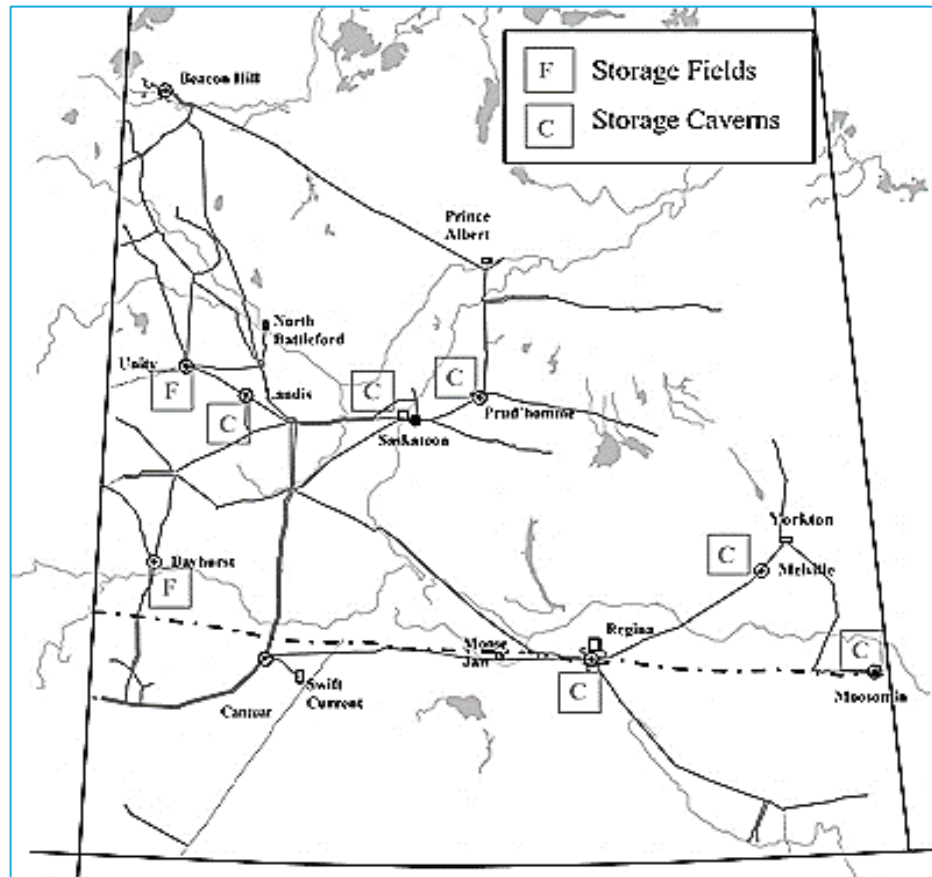 Beacon Hill
F Storage Fields
C Storage Caverns
Prince
Albert
North
Battleford
Unity
F
Landis
C
C
C
Prud'homme
Saskatoon
Yorkton
C
Melville
Bayhurst
F
Regina
Moose
Jaw
C
C
Moosomin
Swift
Current
Cantuar